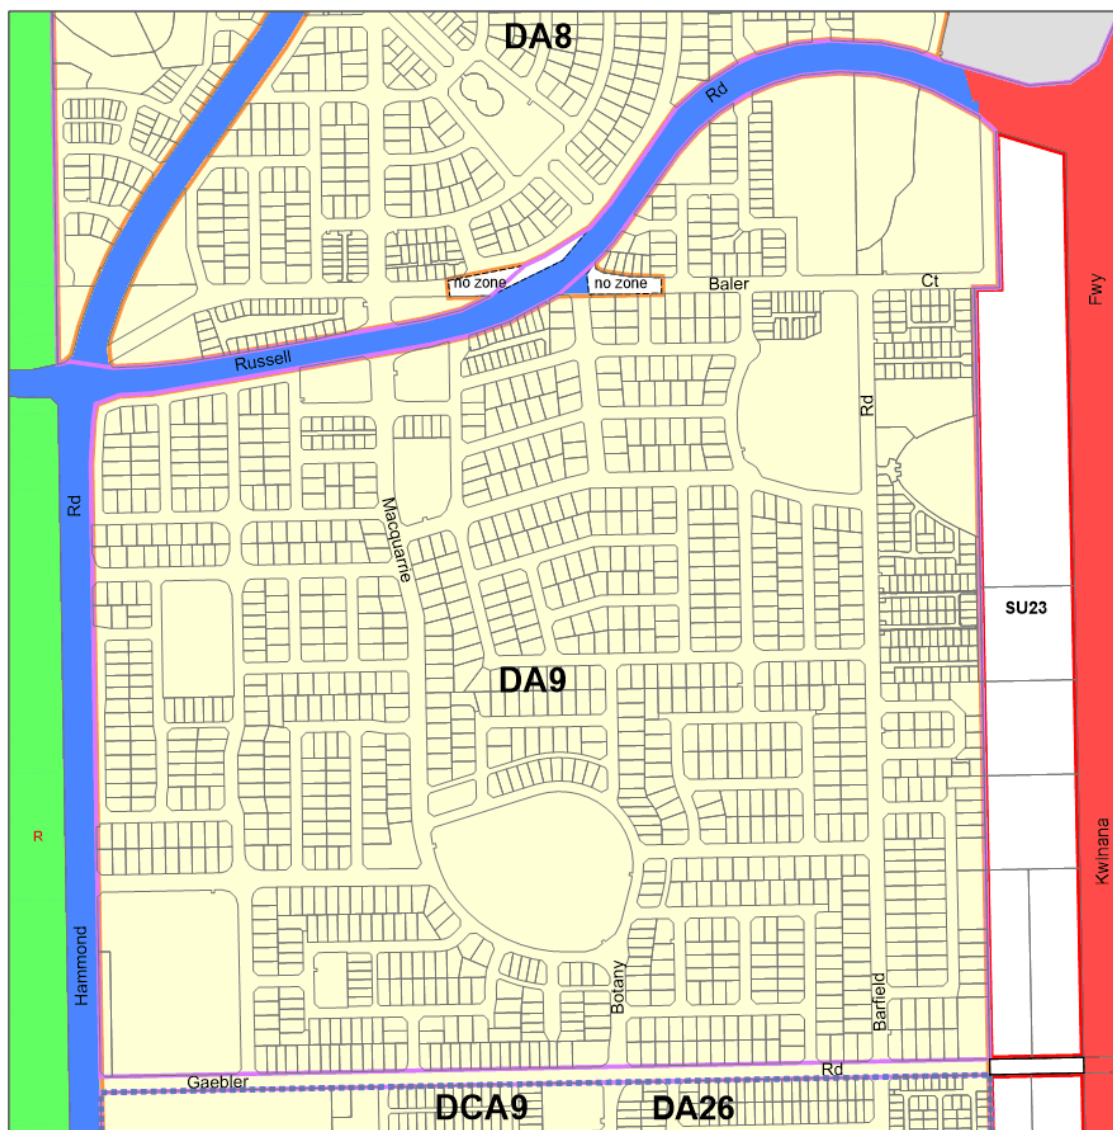 DA8
Rd
no zone
no zone
Baler
Ct
Fwy
Russell
Rd
Rd
Macquarrie
SU23
DA9
R
Kwinana
Hammond
Botany
Barfield
Gaebler
Rd
DCA9
DA26